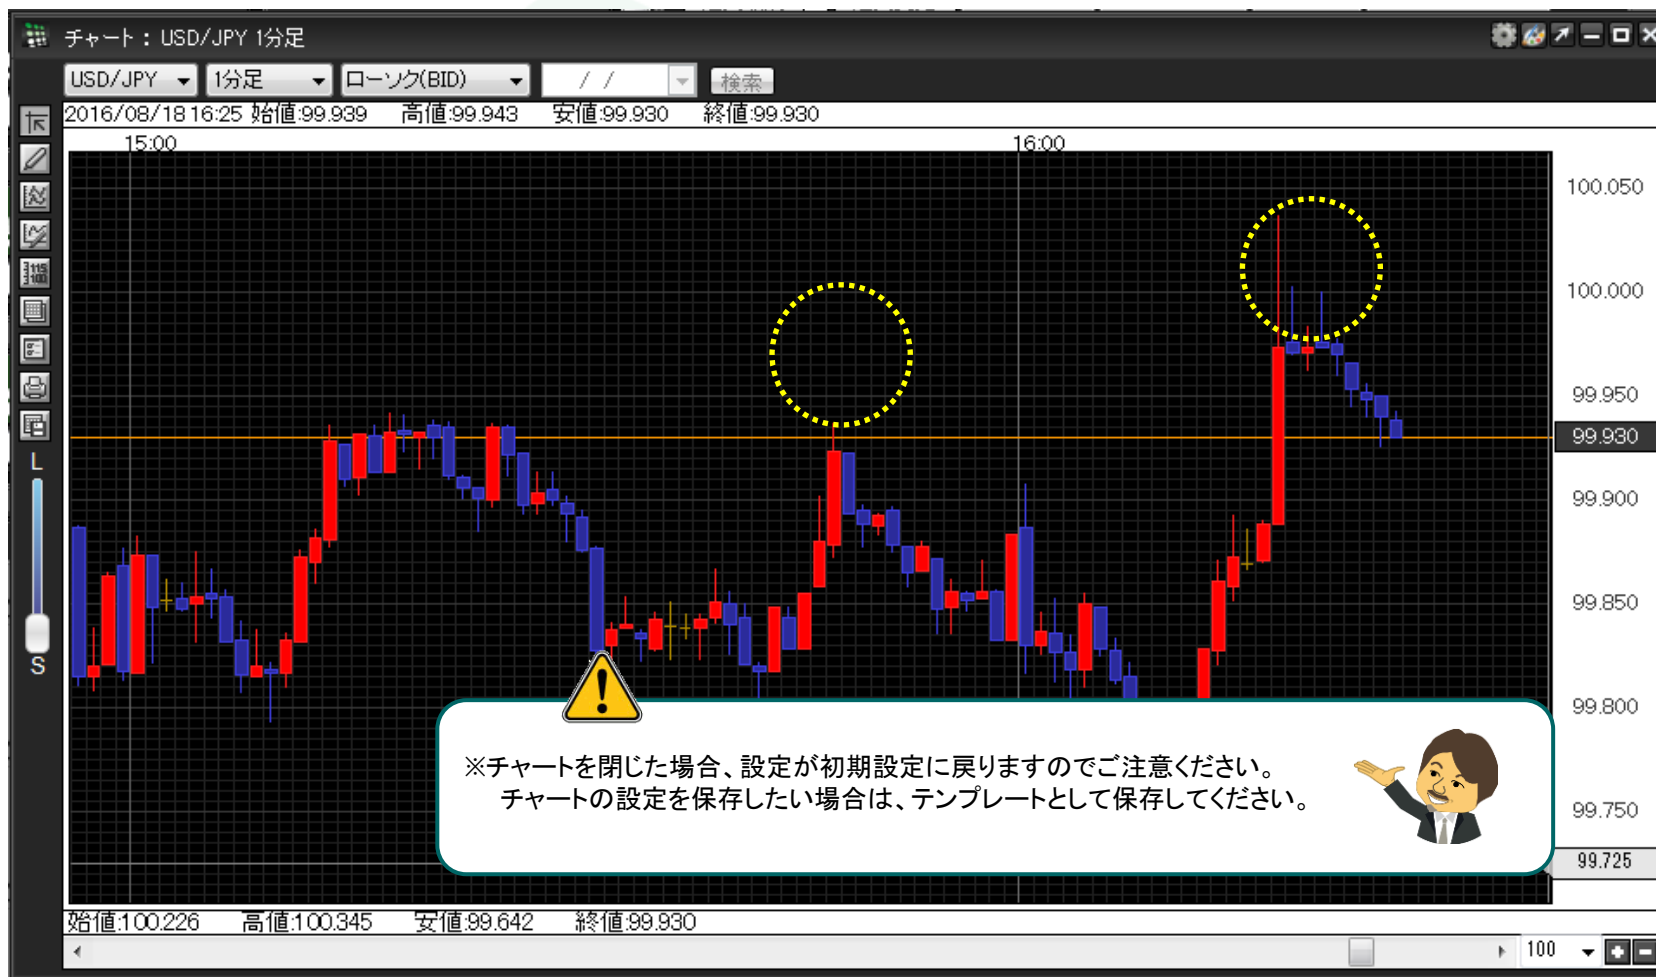 チャート : USD/JPY 1分足
USD/JPY 1分足 ローソク(BID) / / 検索
2016/08/18 16:25 始値:99.939 高値:99.943 安値:99.930 終値:99.930
15:00 16:00
100.050
100.000
99.950
99.930
99.900
99.850
99.800
99.750
99.725
115
100
L
S
※チャートを閉じた場合、設定が初期設定に戻りますのでご注意ください。
チャートの設定を保存したい場合は、テンプレートとして保存してください。
始値:100.226 高値:100.345 安値:99.642 終値:99.930
100